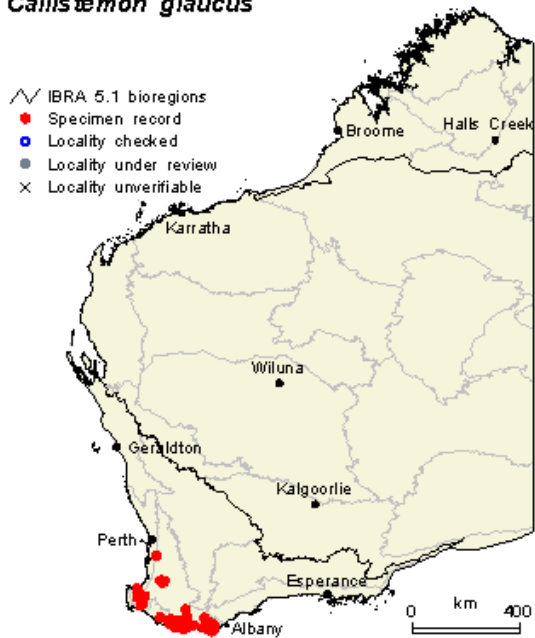 Callistemon glaucus
IBRA 5.1 bioregions
Specimen record
Locality checked
Locality under review
Locality unverifiable
Broome
Halls Creek
Karratha
Wiluna
Geraldton
Kalgoorlie
Perth
Esperance
Albany
0 km 400